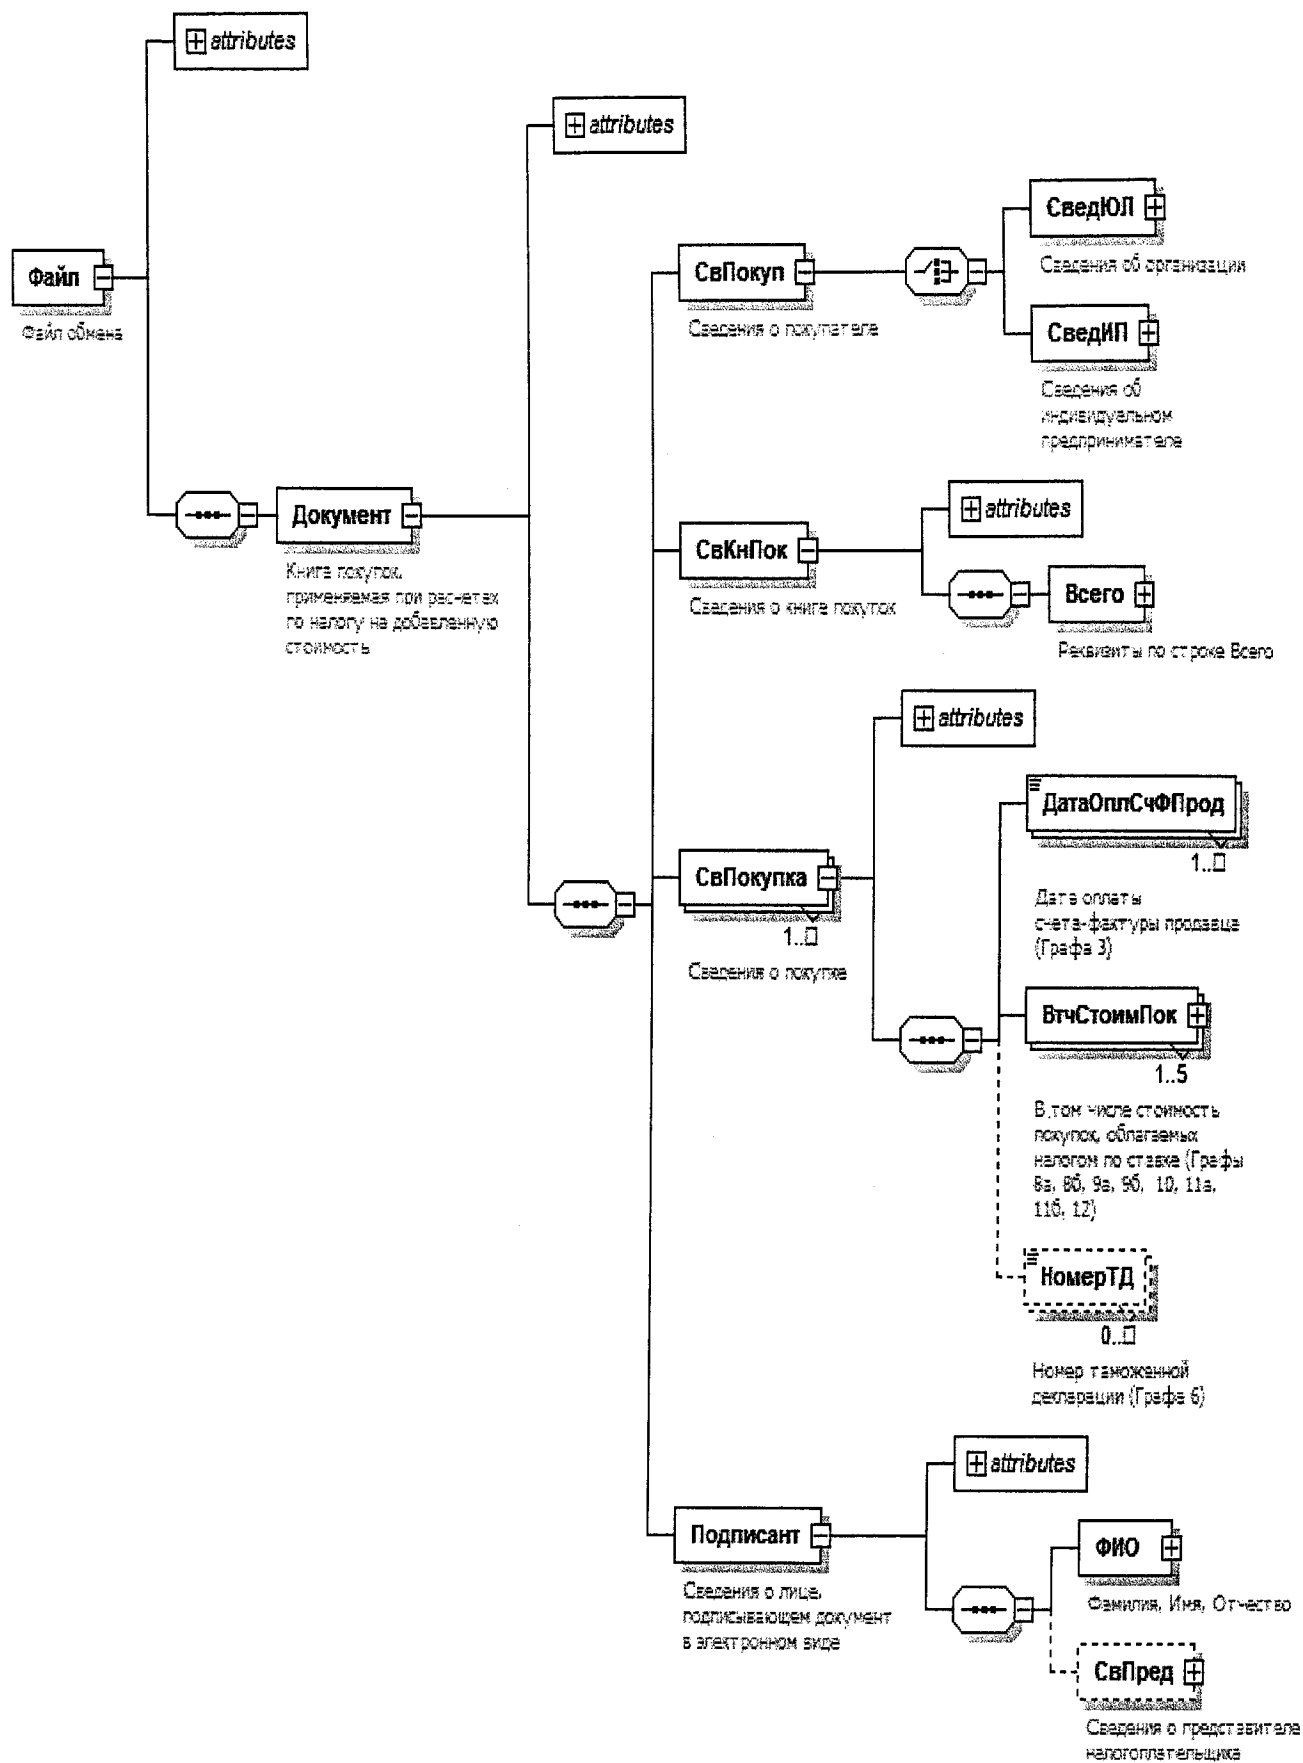 attributes
attributes
СведЮЛ
Сведения об организации
СвПокуп
Сведения о покупателе
Файл
Файл обмена
СведИП
Сведения об
индивидуальном
предпринимателе
attributes
Документ
Книга покупок,
применяемая при расчетах
по налогу на добавленную
стоимость
СвКнПок
Сведения о книге покупок
Всего
Реквизиты по строке Всего
attributes
ДатаОплСчФПрод
1..□
Дата оплаты
счета-фактуры продавца
(Графа 3)
СвПокупка
1..□
Сведения о покупке
ВтчСтоимПок
1..5
В том числе стоимость
покупок, облагаемых
налогом по ставке (Графы
8а, 8б, 9а, 9б, 10, 11а,
11б, 12)
НомерТД
0..□
Номер таможенной
декларации (Графа 6)
attributes
Подписант
Сведения о лице,
подписывающем документ
в электронном виде
ФИО
Фамилия, Имя, Отчество
СвПред
Сведения о представителе
налогоплательщика